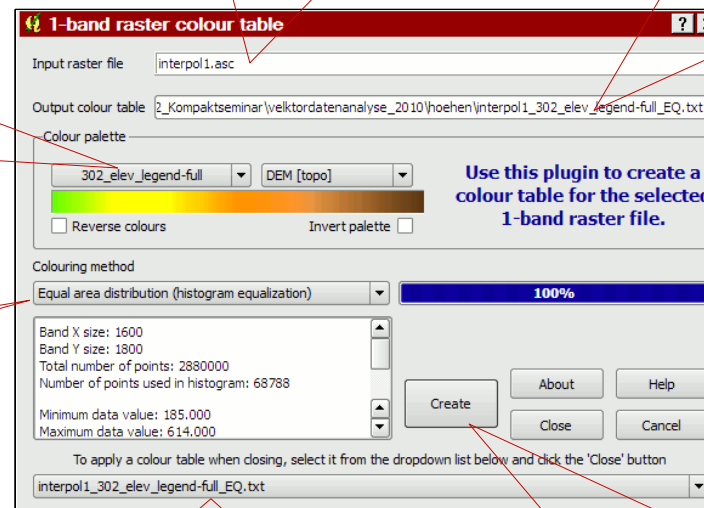 1-band raster colour table
?
Input raster file interpol1.asc
Output colour table 2_Kompaktseminar\velktordatenanalyse_2010\hoehen\interpol1_302_elev_legend-full_EQ.txt
Colour palette
302_elev_legend-full DEM [topo]
Reverse colours Invert palette
Use this plugin to create a
colour table for the selected
1-band raster file.
Colouring method
Equal area distribution (histogram equalization) 100%
Band X size: 1600
Band Y size: 1800
Total number of points: 2880000
Number of points used in histogram: 68788
Minimum data value: 185.000
Maximum data value: 614.000
Create
About Help
Close Cancel
To apply a colour table when closing, select it from the dropdown list below and click the 'Close' button
interpol1_302_elev_legend-full_EQ.txt